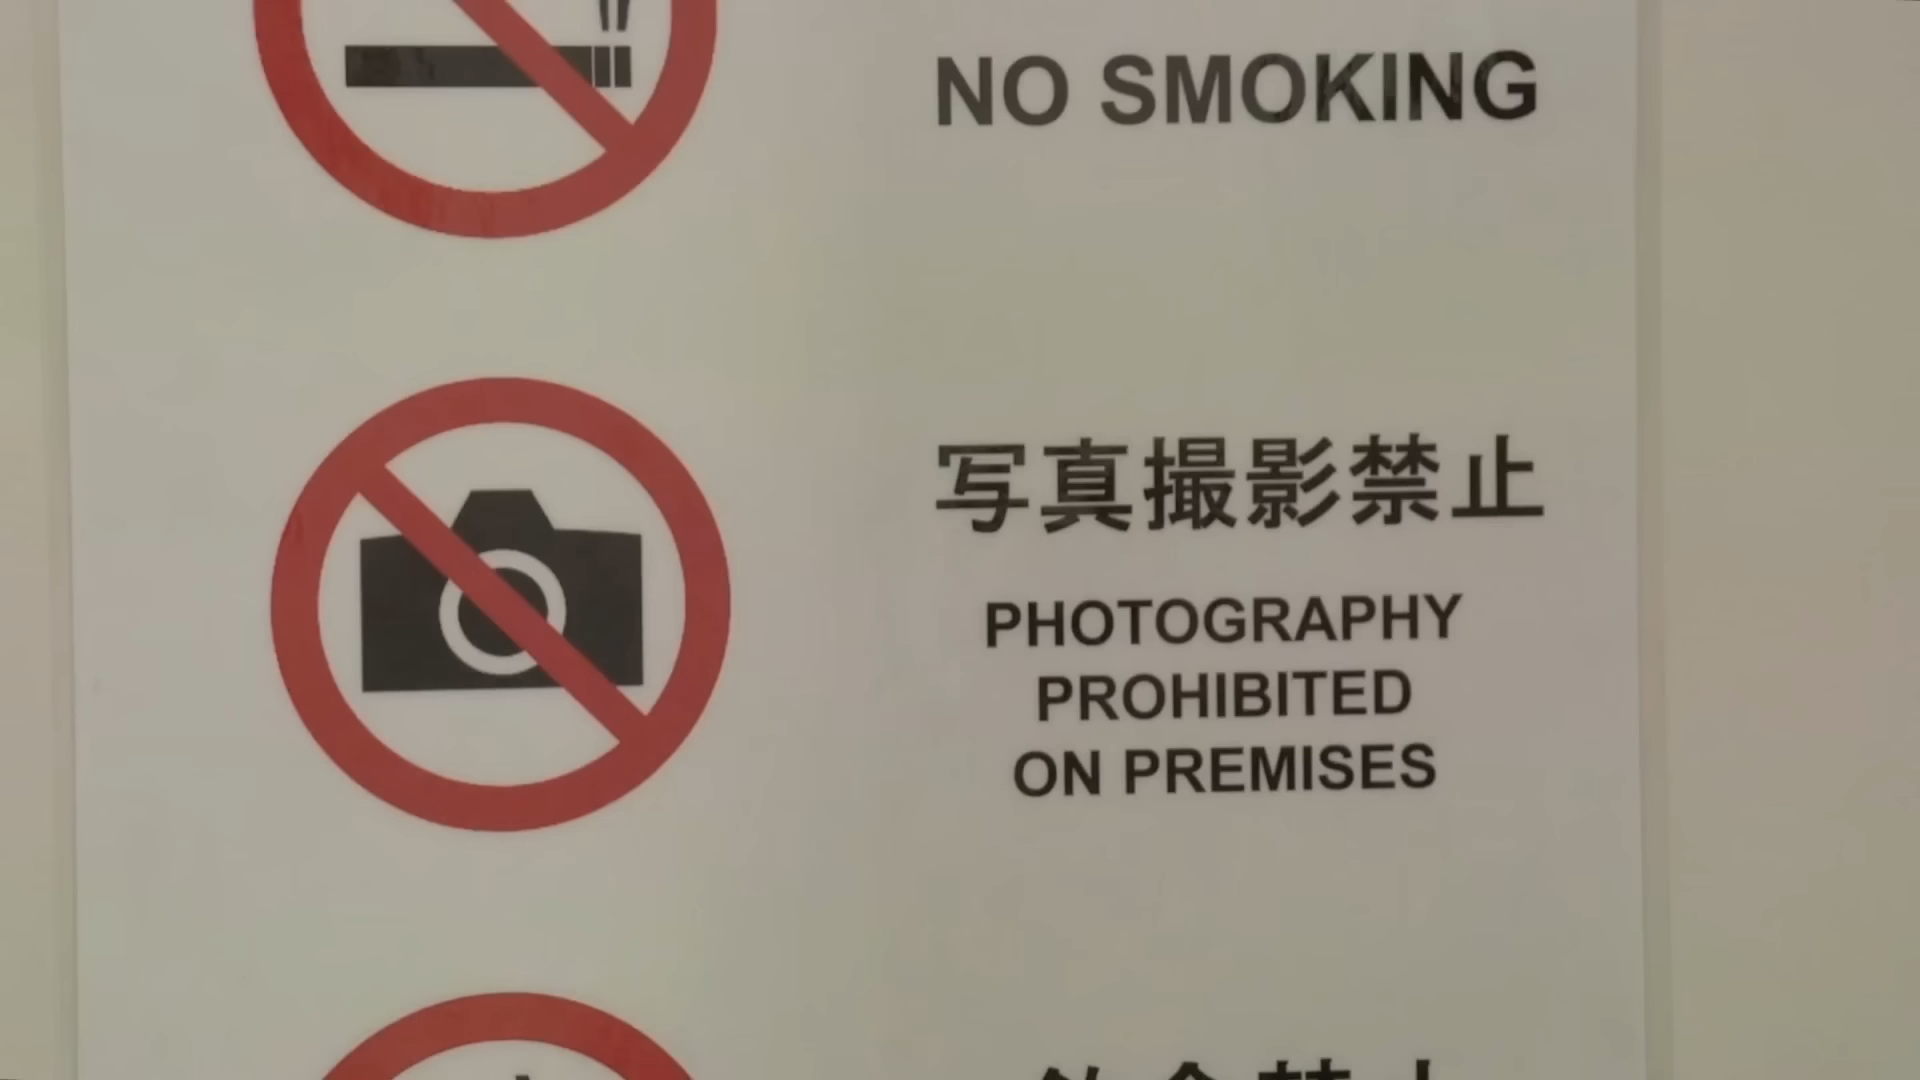 NO SMOKING
写真撮影禁止
PHOTOGRAPHY
PROHIBITED
ON PREMISES